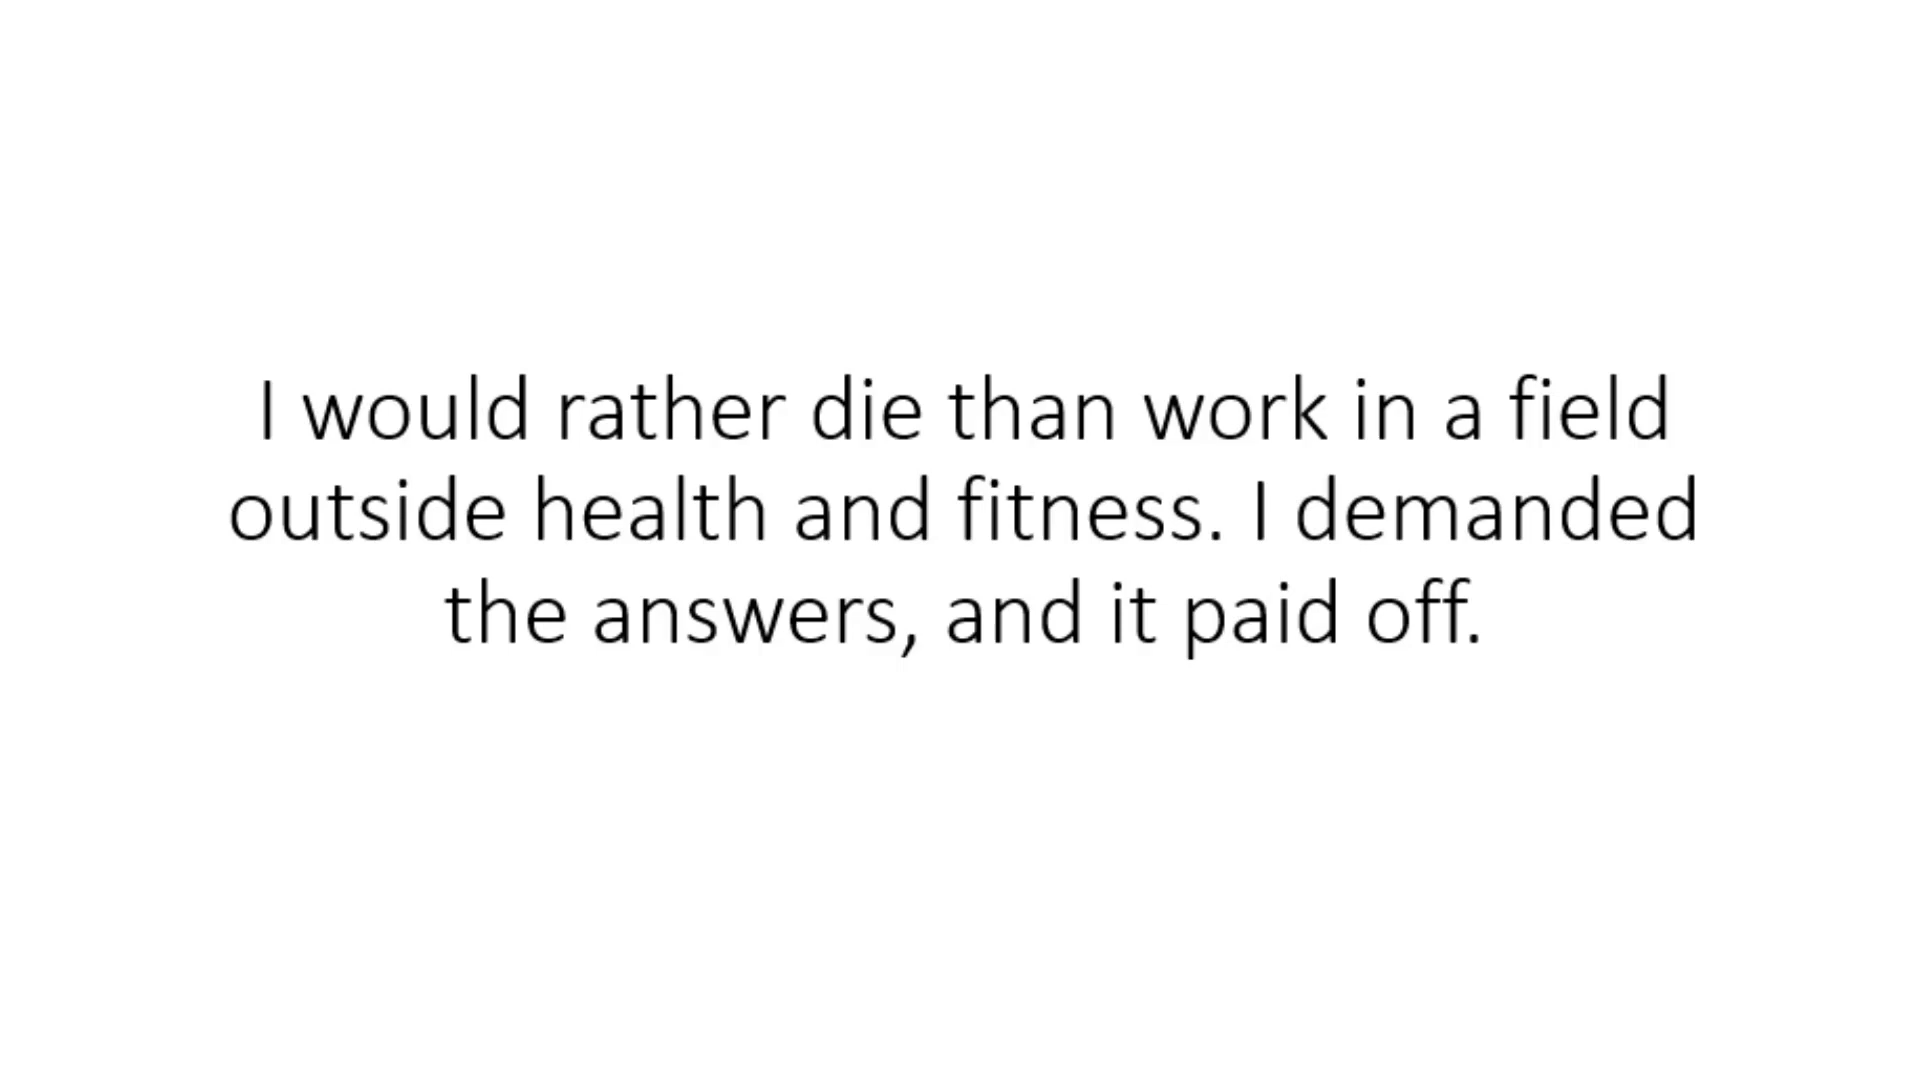 I would rather die than work in a field
outside health and fitness. I demanded
the answers, and it paid off.